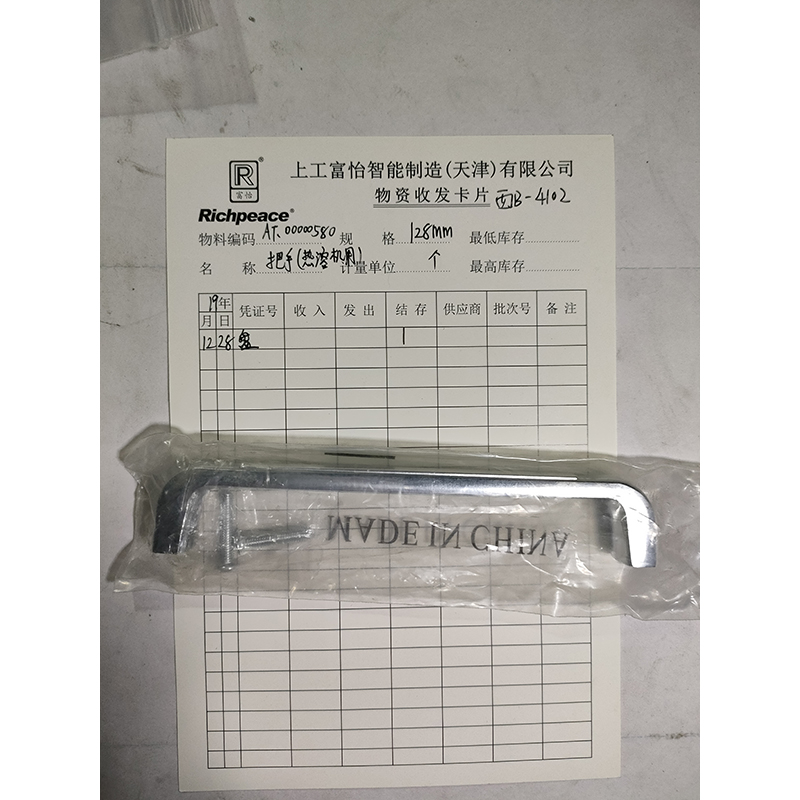 上工富怡智能制造(天津)有限公司
R®
富怡
物资收发卡片 西B-4102
Richpeace®
物料编码 AT.00000580 规 格 128MM 最低库存
名 称 把手(热溶机用) 计量单位 个 最高库存
19年 凭证号 收入 发出 结存 供应商 批次号 备注
月 日
12 28 盘 1
MADE IN CHINA